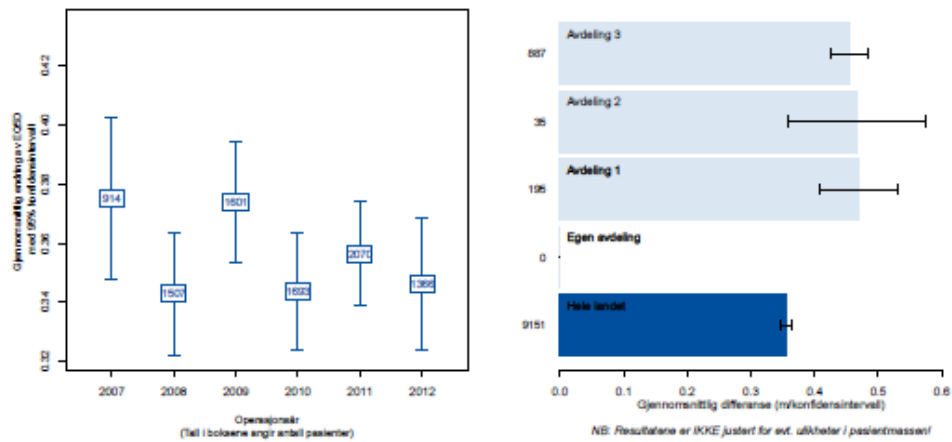 Gjennomsnittlig endring av EQ5D
med 95% konfidensintervall
0.42
0.40
0.38
0.36
0.34
0.32
914
1507
1601
1693
2070
1366
2007
2008
2009
2010
2011
2012
Operasjonsår
(Tall i boksene angir antall pasienter)
Avdeling 3
687
Avdeling 2
35
Avdeling 1
195
Egen avdeling
0
Hele landet
9151
0.0
0.1
0.2
0.3
0.4
0.5
0.6
Gjennomsnittlig differanse (m/konfidensintervall)
NB: Resultatene er IKKE justert for evt. ulikheter i pasientmassen!